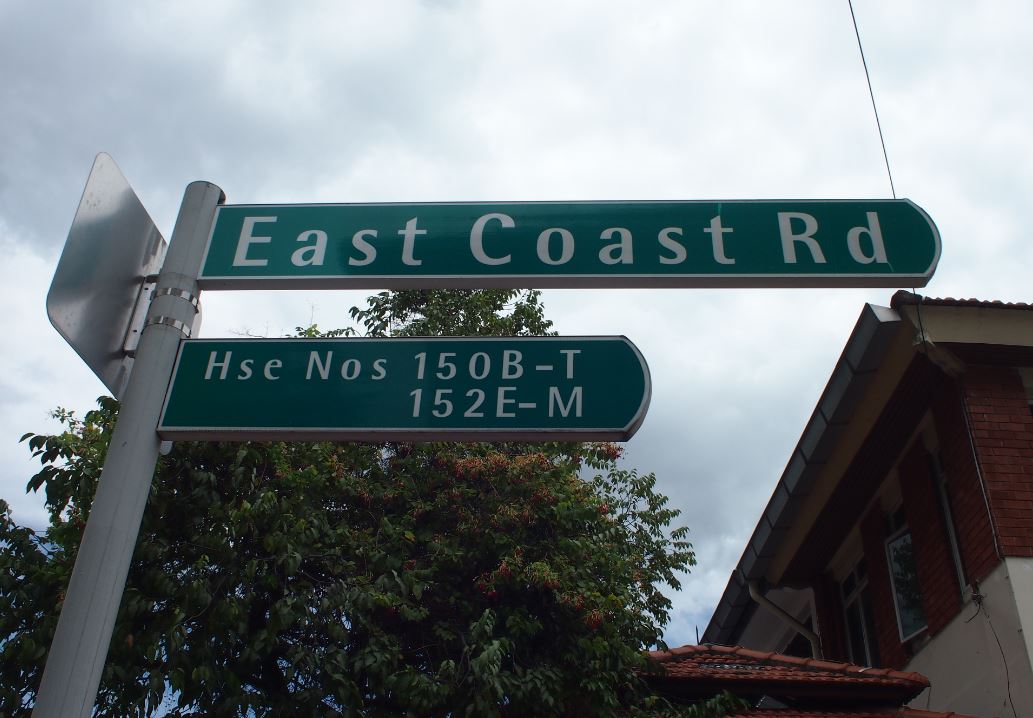 East Coast Rd
Hse Nos 150B-T
152E-M